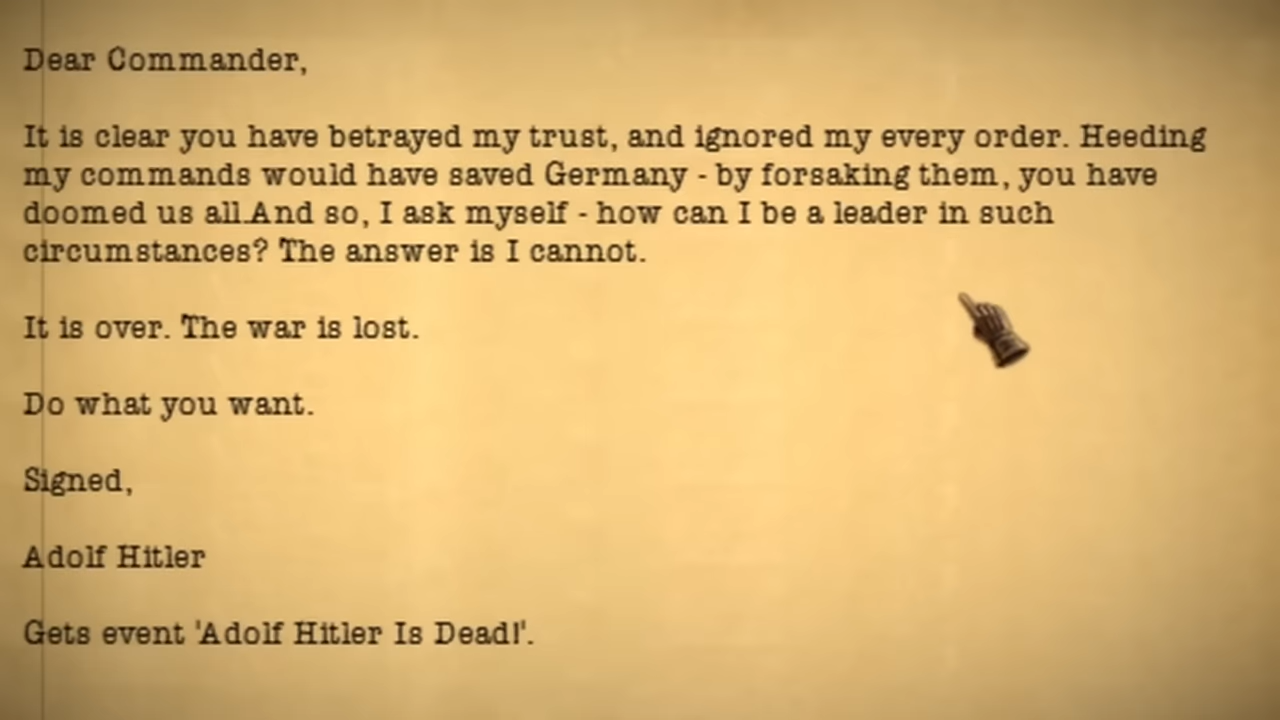 Dear Commander,
It is clear you have betrayed my trust, and ignored my every order. Heeding
my commands would have saved Germany - by forsaking them, you have
doomed us all.And so, I ask myself - how can I be a leader in such
circumstances? The answer is I cannot.
It is over. The war is lost.
Do what you want.
Signed,
Adolf Hitler
Gets event 'Adolf Hitler Is Dead!'.